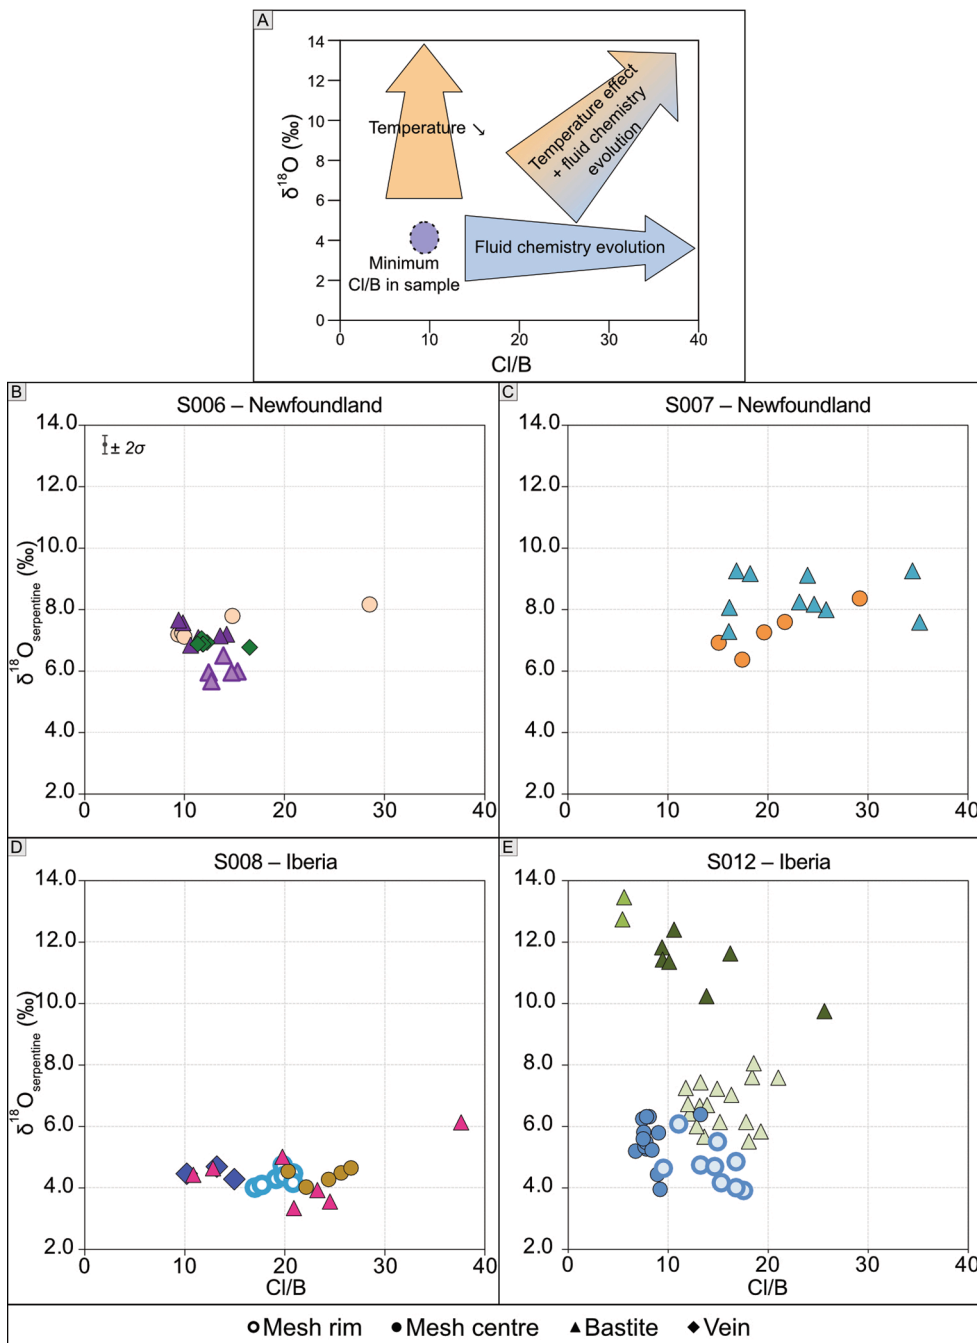 A
14
12
10
8
6
4
2
0
δ18O (‰)
Temperature ↘
Temperature effect
+ fluid chemistry
evolution
Fluid chemistry evolution
Minimum
Cl/B in sample
0
10
20
30
40
Cl/B
B
S006 – Newfoundland
14.0
± 2σ
12.0
10.0
8.0
6.0
4.0
2.0
δ18Oserpentine (‰)
0
10
20
30
40
C
S007 – Newfoundland
14.0
12.0
10.0
8.0
6.0
4.0
2.0
0
10
20
30
40
D
S008 – Iberia
14.0
12.0
10.0
8.0
6.0
4.0
2.0
δ18Oserpentine (‰)
0
10
20
30
40
Cl/B
E
S012 – Iberia
14.0
12.0
10.0
8.0
6.0
4.0
2.0
0
10
20
30
40
Cl/B
Mesh rim
Mesh centre
Bastite
Vein